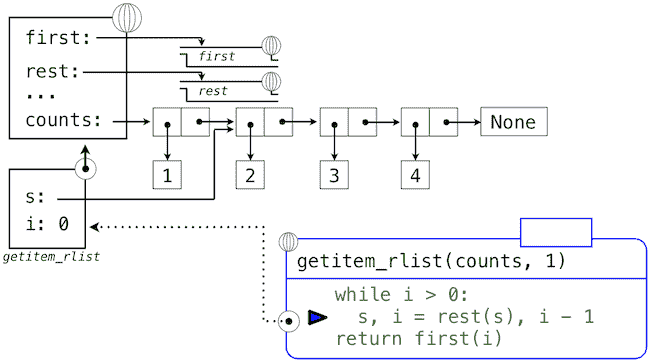 first:
first
rest:
rest
...
counts:
None
1
2
3
4
s:
i: 0
getitem_rlist
getitem_rlist(counts, 1)
while i > 0:
s, i = rest(s), i - 1
return first(i)